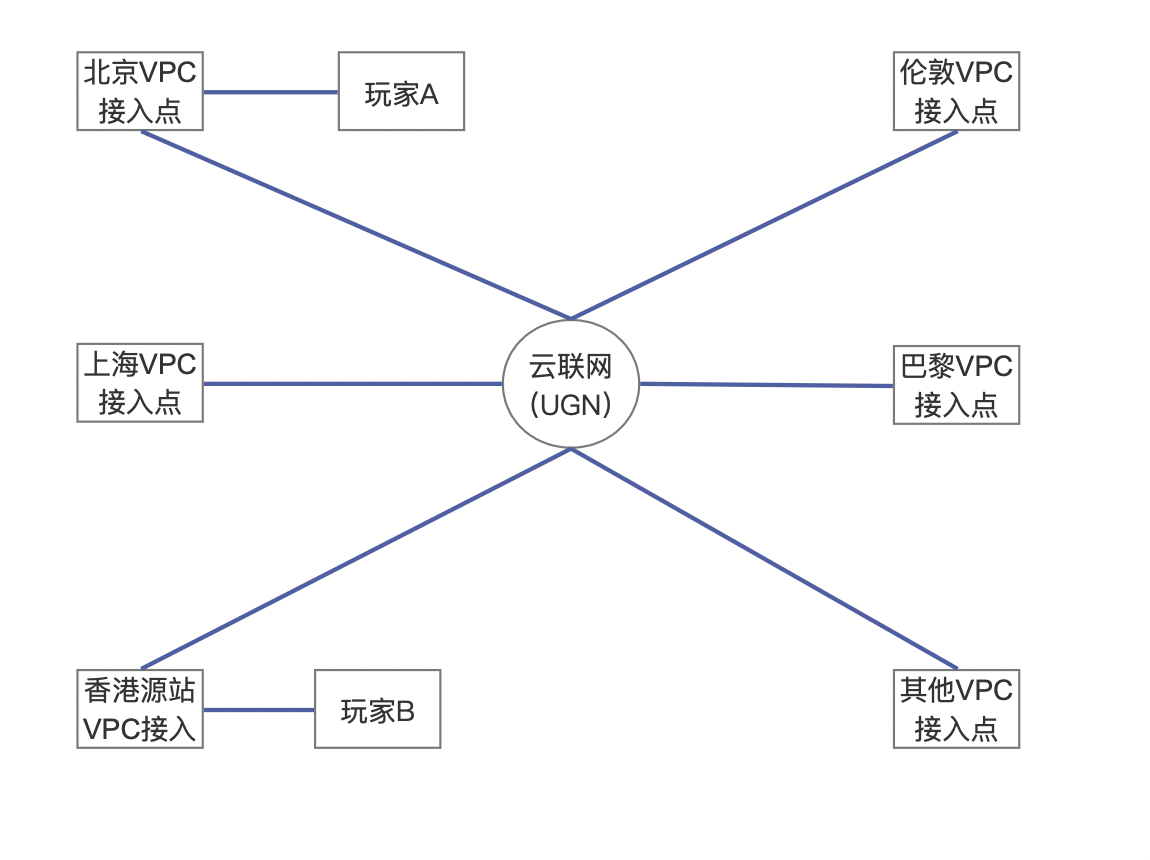 北京VPC
接入点
玩家A
伦敦VPC
接入点
上海VPC
接入点
云联网
(UGN)
巴黎VPC
接入点
香港源站
VPC接入
玩家B
其他VPC
接入点